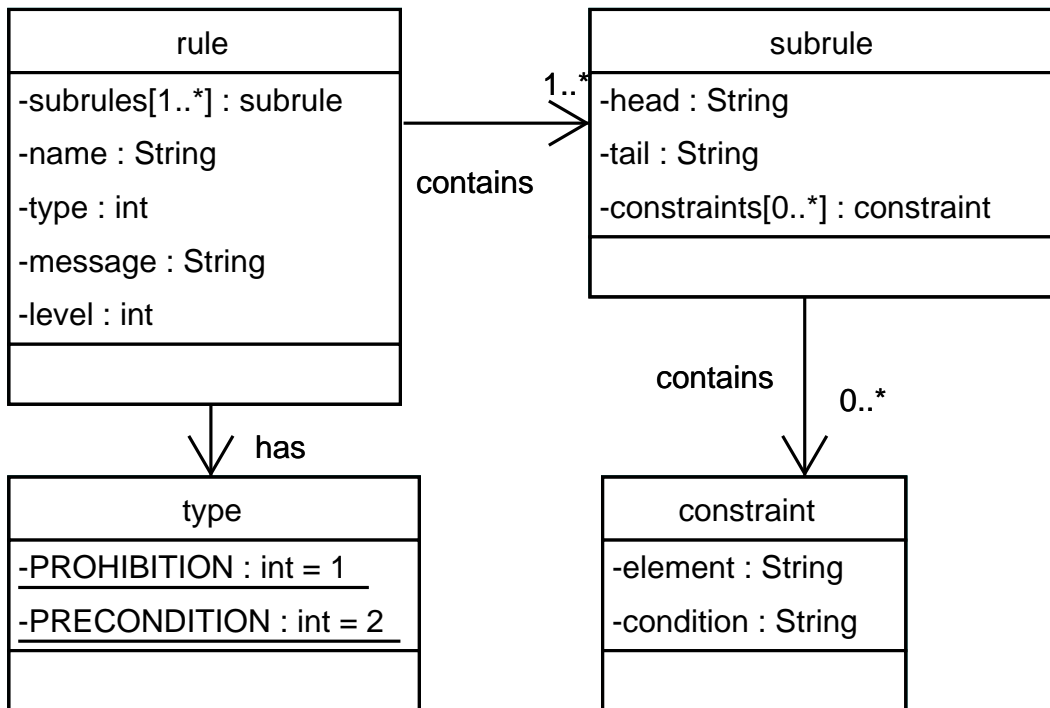 rule
-subrules[1..*] : subrule
-name : String
-type : int
-message : String
-level : int
1..*
contains
subrule
-head : String
-tail : String
-constraints[0..*] : constraint
has
contains
0..*
type
-PROHIBITION : int = 1
-PRECONDITION : int = 2
constraint
-element : String
-condition : String